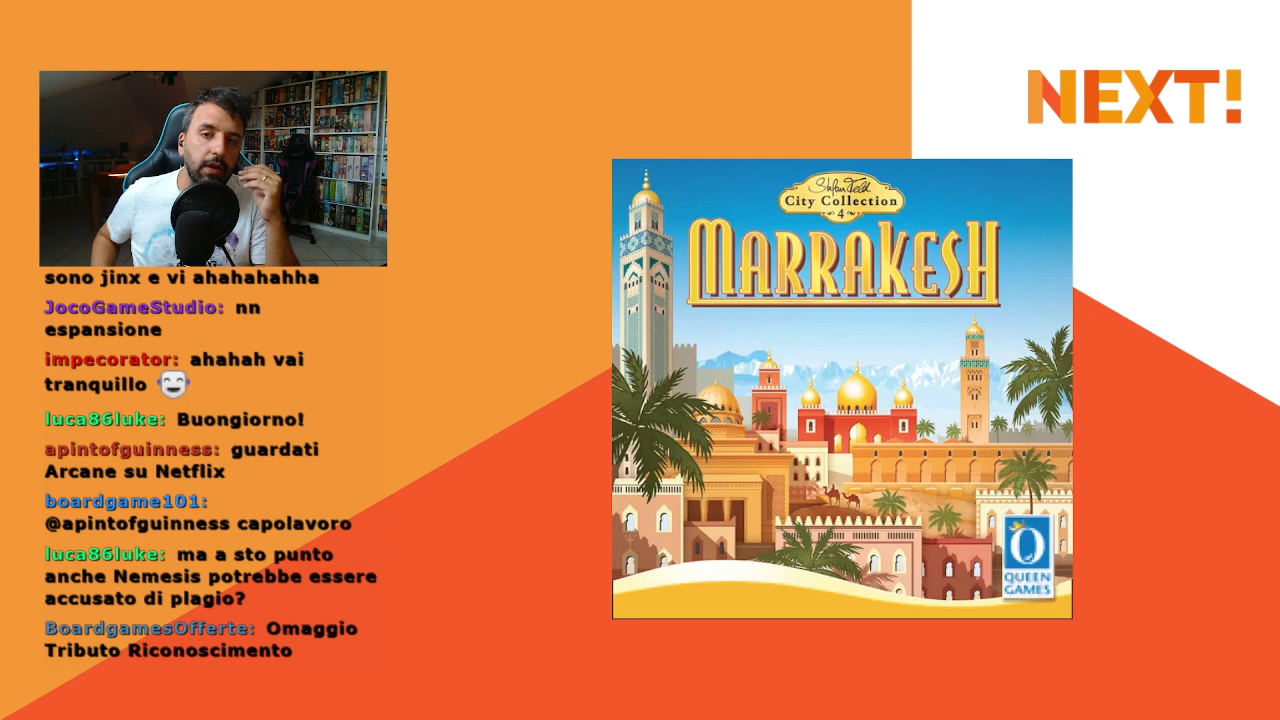 NEXT!
Stefan Feld
City Collection
4
MARRAKESH
QUEEN
GAMES
sono jinx e vi ahahahahha
JocoGameStudio: nn
espansione
impecorator: ahahah vai
tranquillo
luca86luke: Buongiorno!
apintofguinness: guardati
Arcane su Netflix
boardgame101:
@apintofguinness capolavoro
luca86luke: ma a sto punto
anche Nemesis potrebbe essere
accusato di plagio?
BoardgamesOfferte: Omaggio
Tributo Riconoscimento